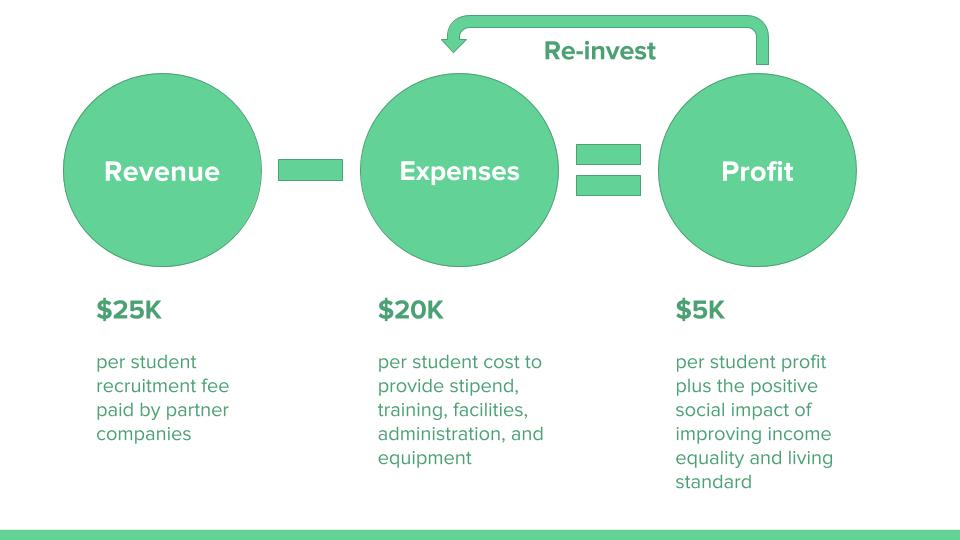 Re-invest
Revenue
Expenses
Profit
$25K
per student
recruitment fee
paid by partner
companies
$20K
per student cost to
provide stipend,
training, facilities,
administration, and
equipment
$5K
per student profit
plus the positive
social impact of
improving income
equality and living
standard